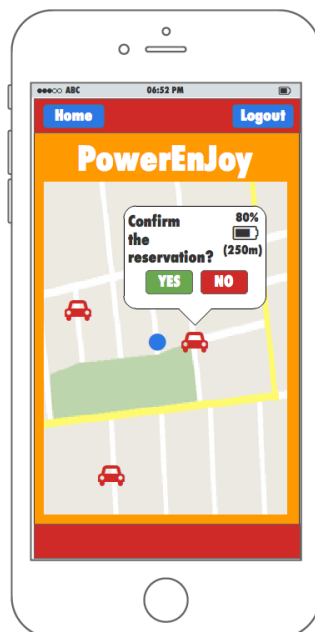 ABC 06:52 PM
Home Logout
PowerEnJoy
Confirm 80%
the
reservation? (250m)
YES NO